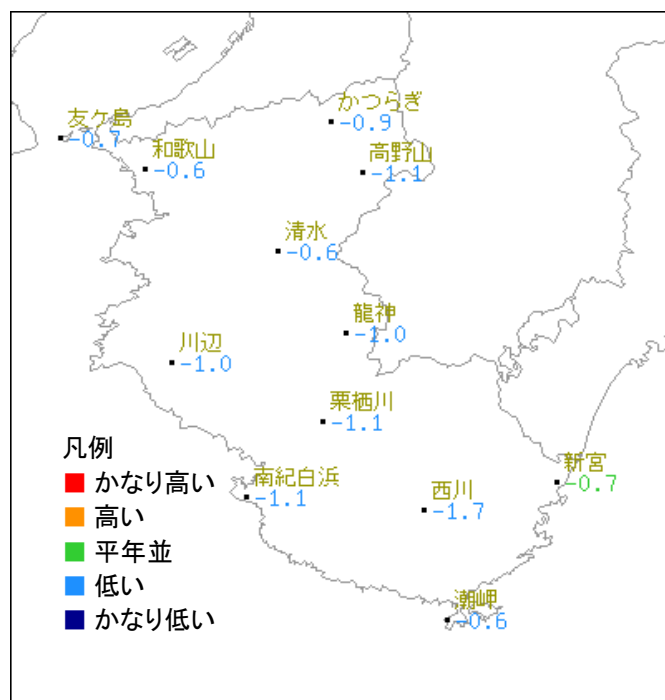 かつらぎ
-0.9
友ケ島
-0.7
和歌山
-0.6
高野山
-1.1
清水
-0.6
龍神
-1.0
川辺
-1.0
栗栖川
-1.1
新宮
-0.7
南紀白浜
-1.1
西川
-1.7
潮岬
-0.6
凡例
かなり高い
高い
平年並
低い
かなり低い